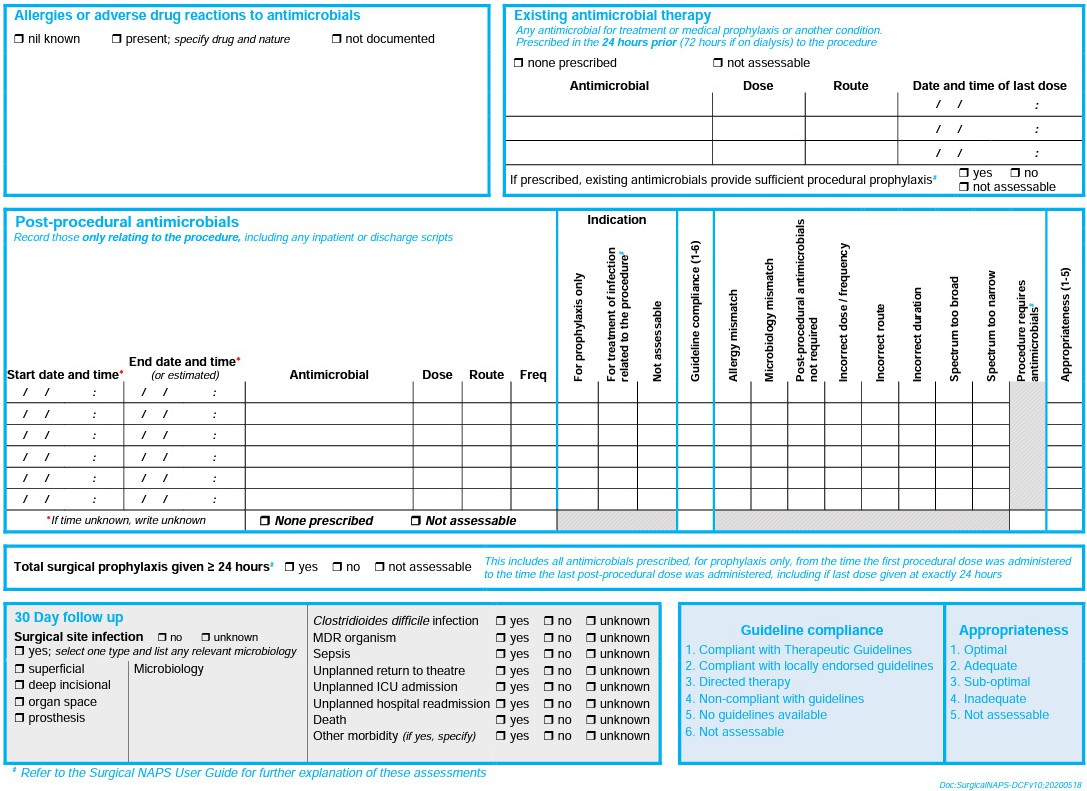 Allergies or adverse drug reactions to antimicrobials
❒ nil known ❒ present; specify drug and nature ❒ not documented
Existing antimicrobial therapy
Any antimicrobial for treatment or medical prophylaxis or another condition.
Prescribed in the 24 hours prior (72 hours if on dialysis) to the procedure
❒ none prescribed ❒ not assessable
Antimicrobial Dose Route Date and time of last dose
/ / :
/ / :
/ / :
If prescribed, existing antimicrobials provide sufficient procedural prophylaxis# ❒ yes ❒ no
❒ not assessable
Post-procedural antimicrobials
Record those only relating to the procedure, including any inpatient or discharge scripts
Indication
For prophylaxis only
For treatment of infection
related to the procedure#
Not assessable
Guideline compliance (1-6)
Allergy mismatch
Microbiology mismatch
Post-procedural antimicrobials
not required
Incorrect dose / frequency
Incorrect route
Incorrect duration
Spectrum too broad
Spectrum too narrow
Procedure requires
antimicrobials#
Appropriateness (1-5)
Start date and time* End date and time*
(or estimated)
Antimicrobial Dose Route Freq
/ / : / / :
/ / : / / :
/ / : / / :
/ / : / / :
/ / : / / :
/ / : / / :
*If time unknown, write unknown ❒ None prescribed ❒ Not assessable
Total surgical prophylaxis given ≥ 24 hours# ❒ yes ❒ no ❒ not assessable
This includes all antimicrobials prescribed, for prophylaxis only, from the time the first procedural dose was administered
to the time the last post-procedural dose was administered, including if last dose given at exactly 24 hours
30 Day follow up
Surgical site infection ❒ no ❒ unknown
❒ yes; select one type and list any relevant microbiology
❒ superficial
❒ deep incisional
❒ organ space
❒ prosthesis
Microbiology
Clostridioides difficile infection ❒ yes ❒ no ❒ unknown
MDR organism ❒ yes ❒ no ❒ unknown
Sepsis ❒ yes ❒ no ❒ unknown
Unplanned return to theatre ❒ yes ❒ no ❒ unknown
Unplanned ICU admission ❒ yes ❒ no ❒ unknown
Unplanned hospital readmission ❒ yes ❒ no ❒ unknown
Death ❒ yes ❒ no ❒ unknown
Other morbidity (if yes, specify) ❒ yes ❒ no ❒ unknown
Guideline compliance
1. Compliant with Therapeutic Guidelines
2. Compliant with locally endorsed guidelines
3. Directed therapy
4. Non-compliant with guidelines
5. No guidelines available
6. Not assessable
Appropriateness
1. Optimal
2. Adequate
3. Sub-optimal
4. Inadequate
5. Not assessable
# Refer to the Surgical NAPS User Guide for further explanation of these assessments
Doc:SurgicalNAPS-DCFv10;20200518